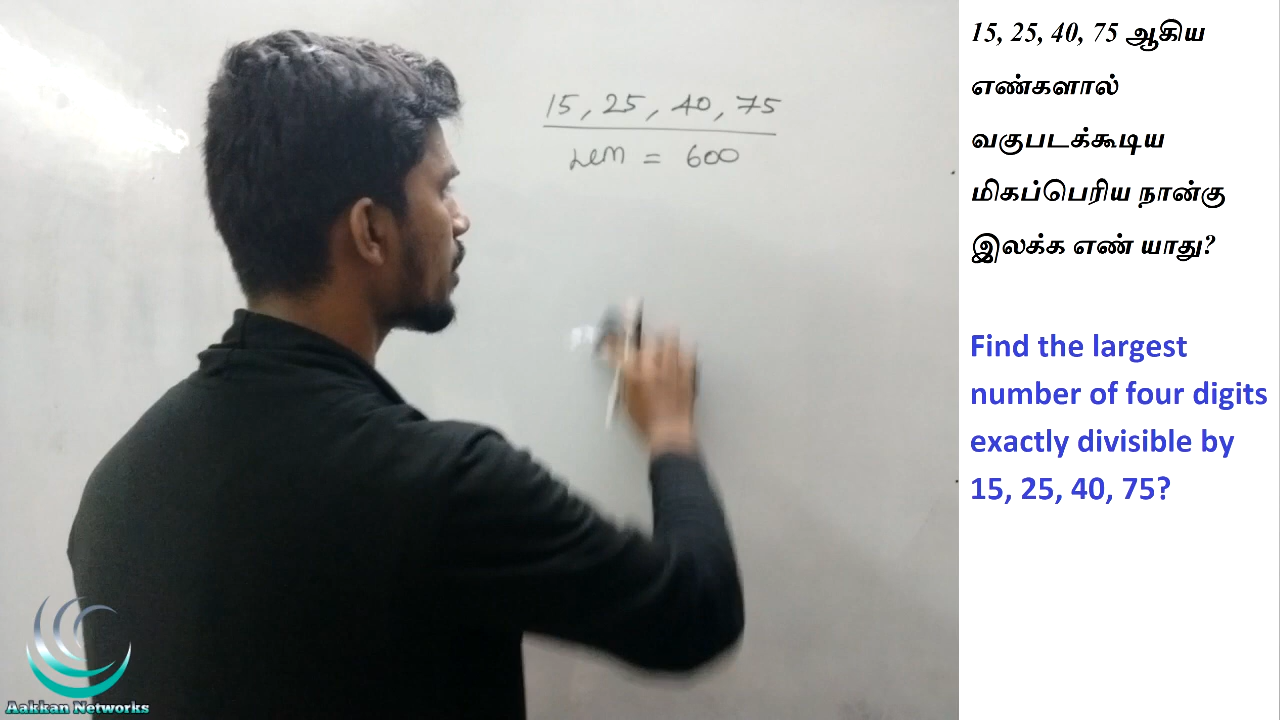 15, 25, 40, 75
LCM = 600
15, 25, 40, 75 ஆகிய
எண்களால்
வகுபடக்கூடிய
மிகப்பெரிய நான்கு
இலக்க எண் யாது?
Find the largest
number of four digits
exactly divisible by
15, 25, 40, 75?
Aakkan Networks